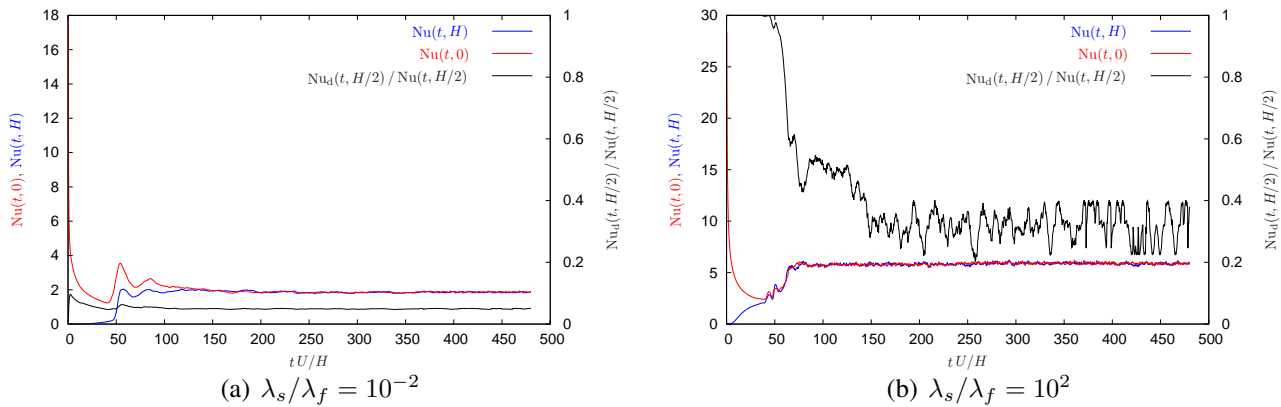 18
16
14
12
10
8
6
4
2
0
Nu(t, 0), Nu(t, H)
Nu(t, H)
Nu(t, 0)
Nu_d(t, H/2) / Nu(t, H/2)
1
0.8
0.6
0.4
0.2
0
Nu_d(t, H/2) / Nu(t, H/2)
0 50 100 150 200 250 300 350 400 450 500
t U/H
(a) λ_s/λ_f = 10^{-2}
30
25
20
15
10
5
0
Nu(t, 0), Nu(t, H)
Nu(t, H)
Nu(t, 0)
Nu_d(t, H/2) / Nu(t, H/2)
1
0.8
0.6
0.4
0.2
0
Nu_d(t, H/2) / Nu(t, H/2)
0 50 100 150 200 250 300 350 400 450 500
t U/H
(b) λ_s/λ_f = 10^2